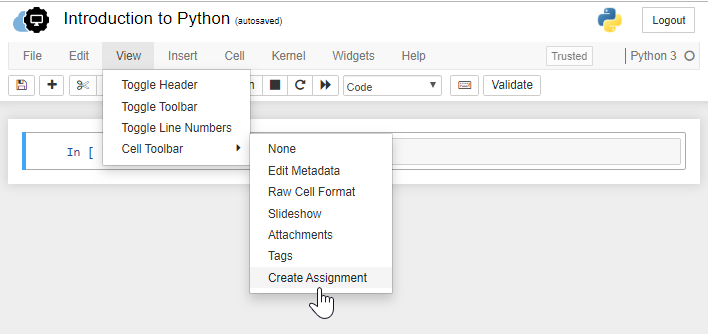 Introduction to Python (autosaved)
Logout
File Edit View Insert Cell Kernel Widgets Help Trusted Python 3
Code Validate
Toggle Header
Toggle Toolbar
Toggle Line Numbers
Cell Toolbar
In [
None
Edit Metadata
Raw Cell Format
Slideshow
Attachments
Tags
Create Assignment